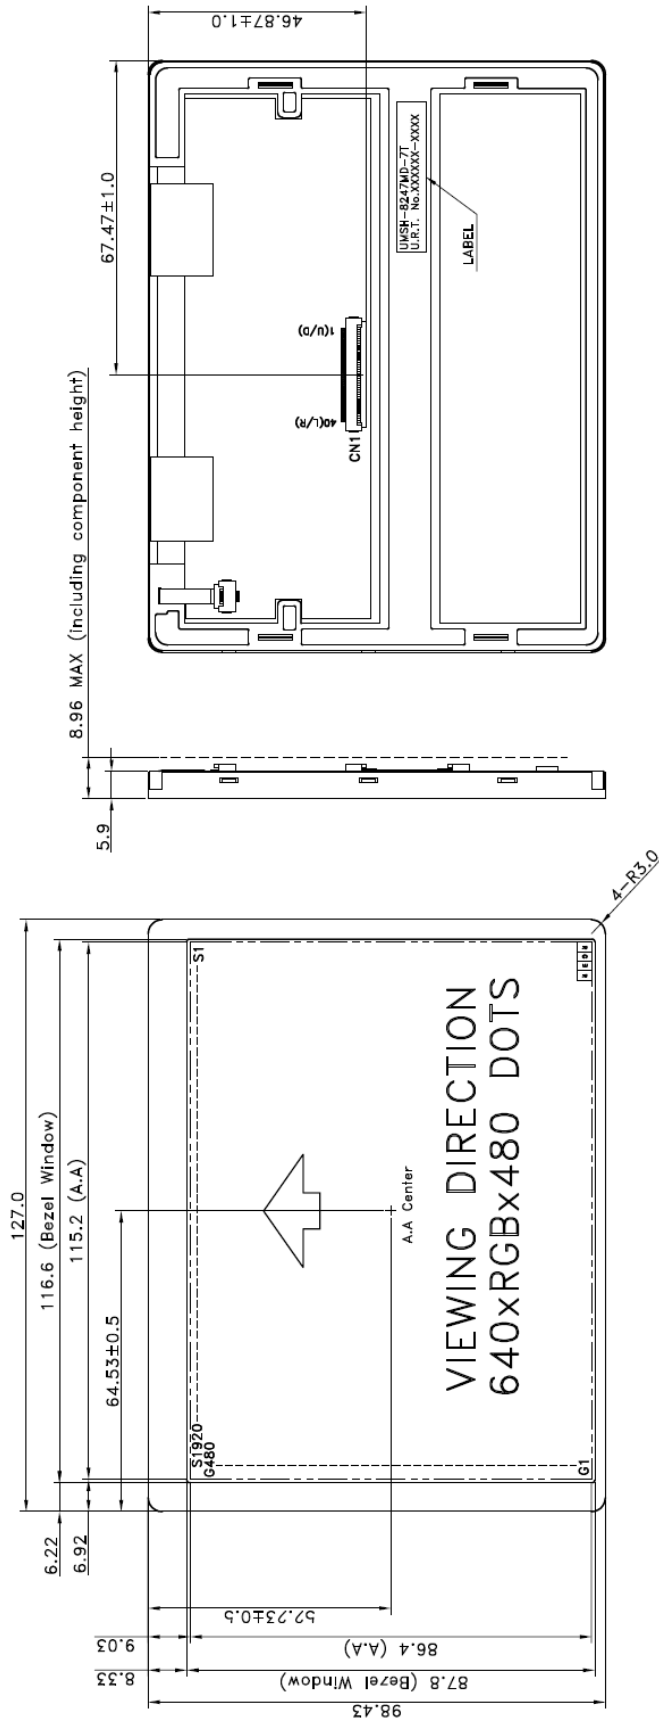 46.87±1.0
67.47±1.0
UMSH-8247MD-7T
U.R.T. No.XXXXXX-XXXX
LABEL
1(U/D)
40(L/R)
CN1
8.96 MAX (including component height)
5.9
4-R3.0
127.0
116.6 (Bezel Window)
115.2 (A.A)
64.53±0.5
S1
VIEWING DIRECTION
640xRGBx480 DOTS
A.A Center
S1920
G480
G1
6.22
6.92
52.23±0.5
9.03
86.4 (A.A)
8.33
87.8 (Bezel Window)
98.43